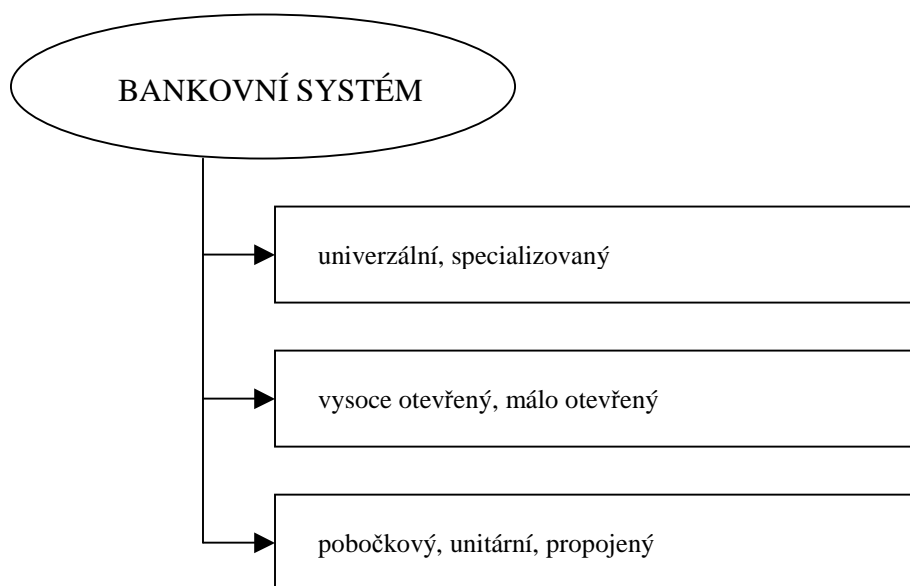 BANKOVNÍ SYSTÉM
univerzální, specializovaný
vysoce otevřený, málo otevřený
pobočkový, unitární, propojený